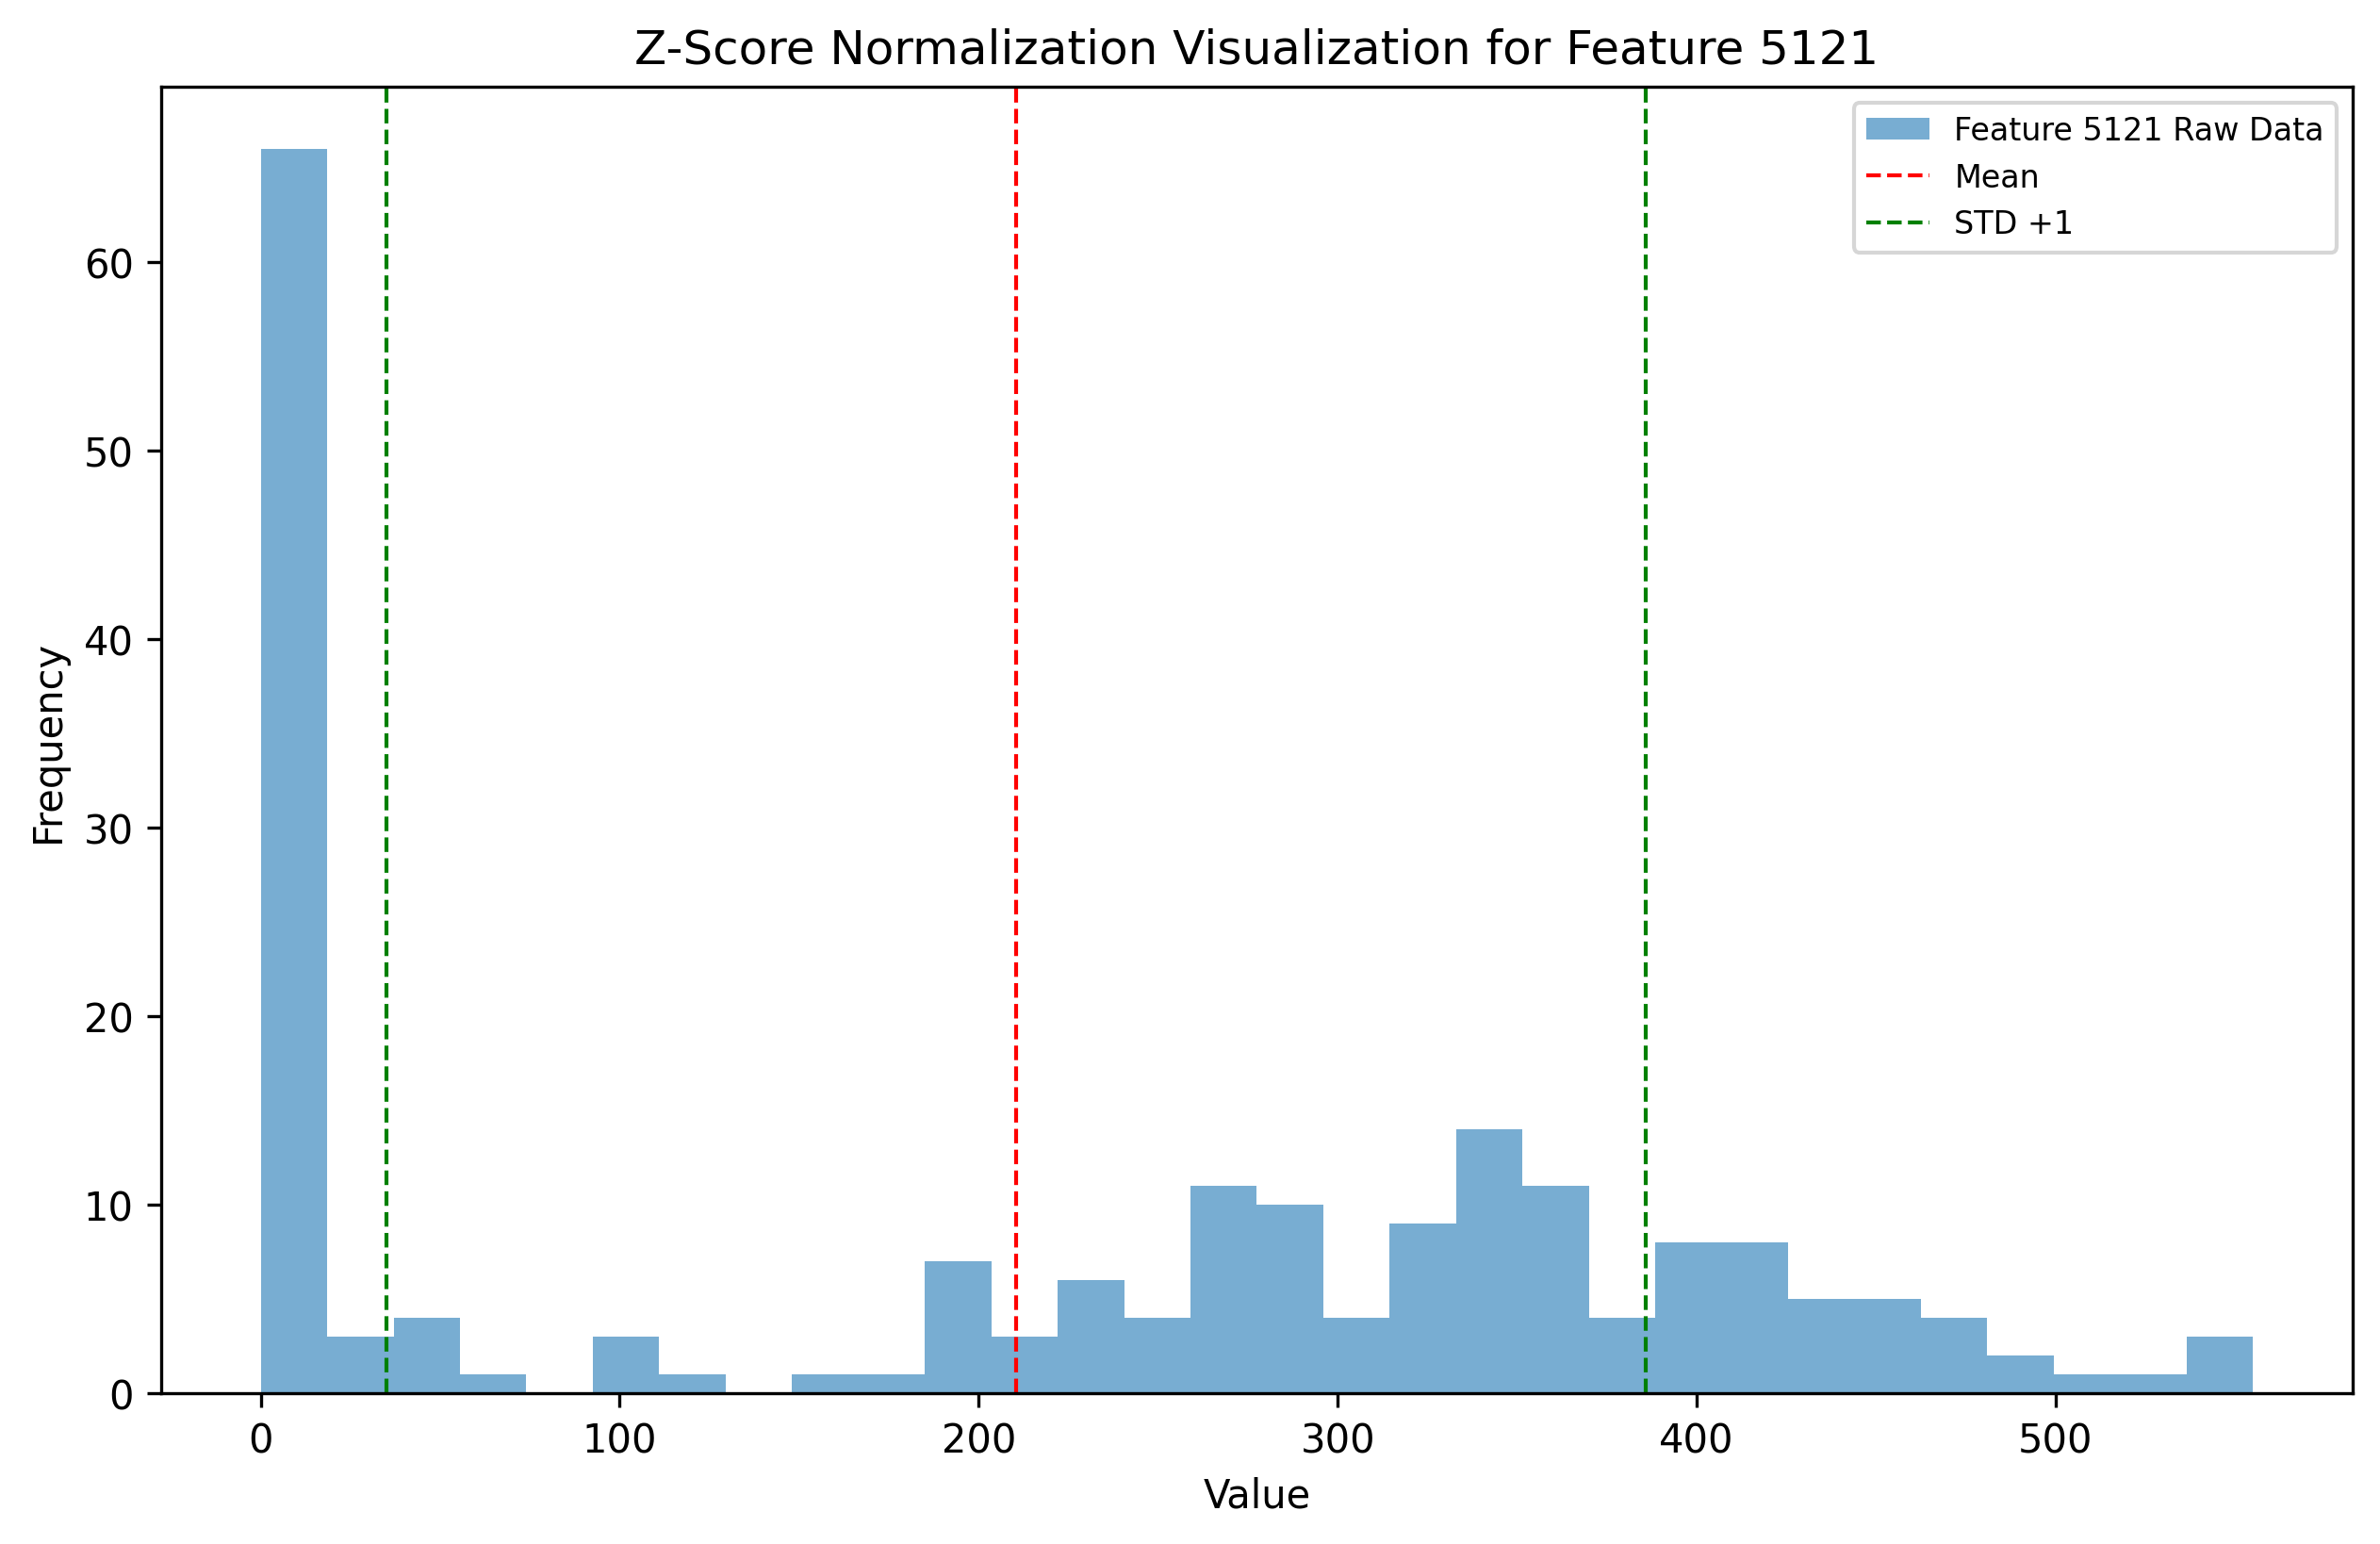 Z-Score Normalization Visualization for Feature 5121
Feature 5121 Raw Data
Mean
STD +1
60
50
40
30
20
10
0
Frequency
0 100 200 300 400 500
Value